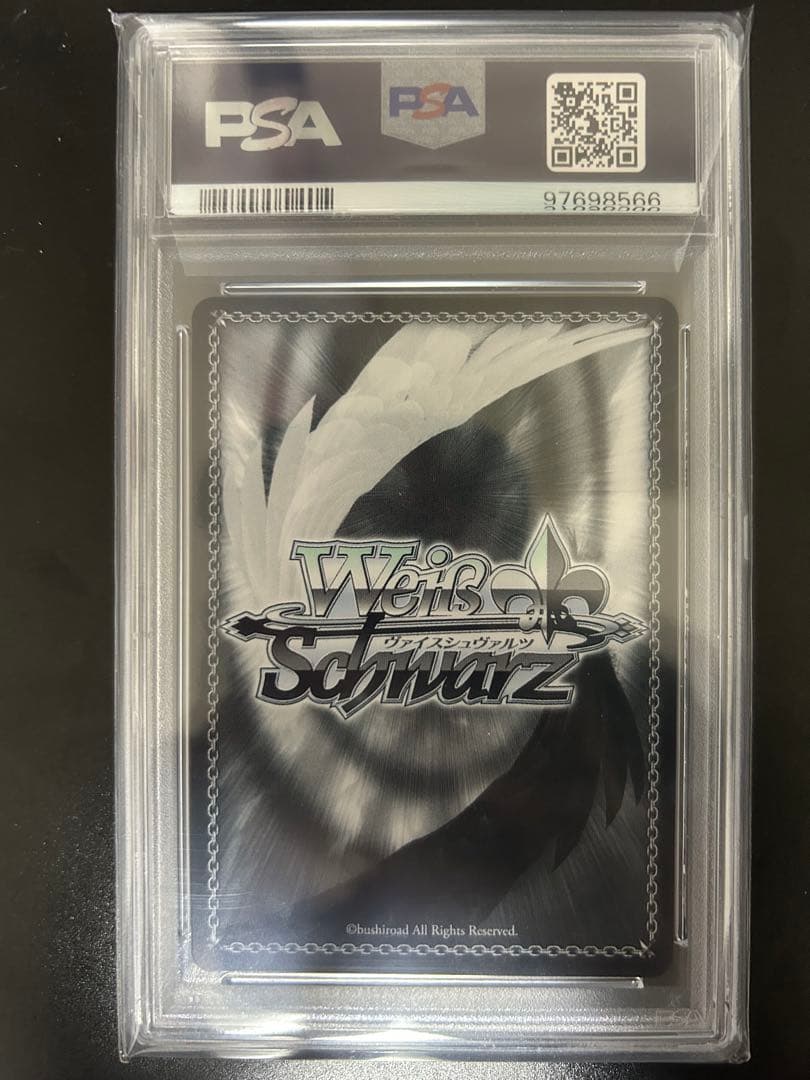 PSA PSA
97698566
Weiß
ヴァイスシュヴァルツ
Schwarz
©bushiroad All Rights Reserved.